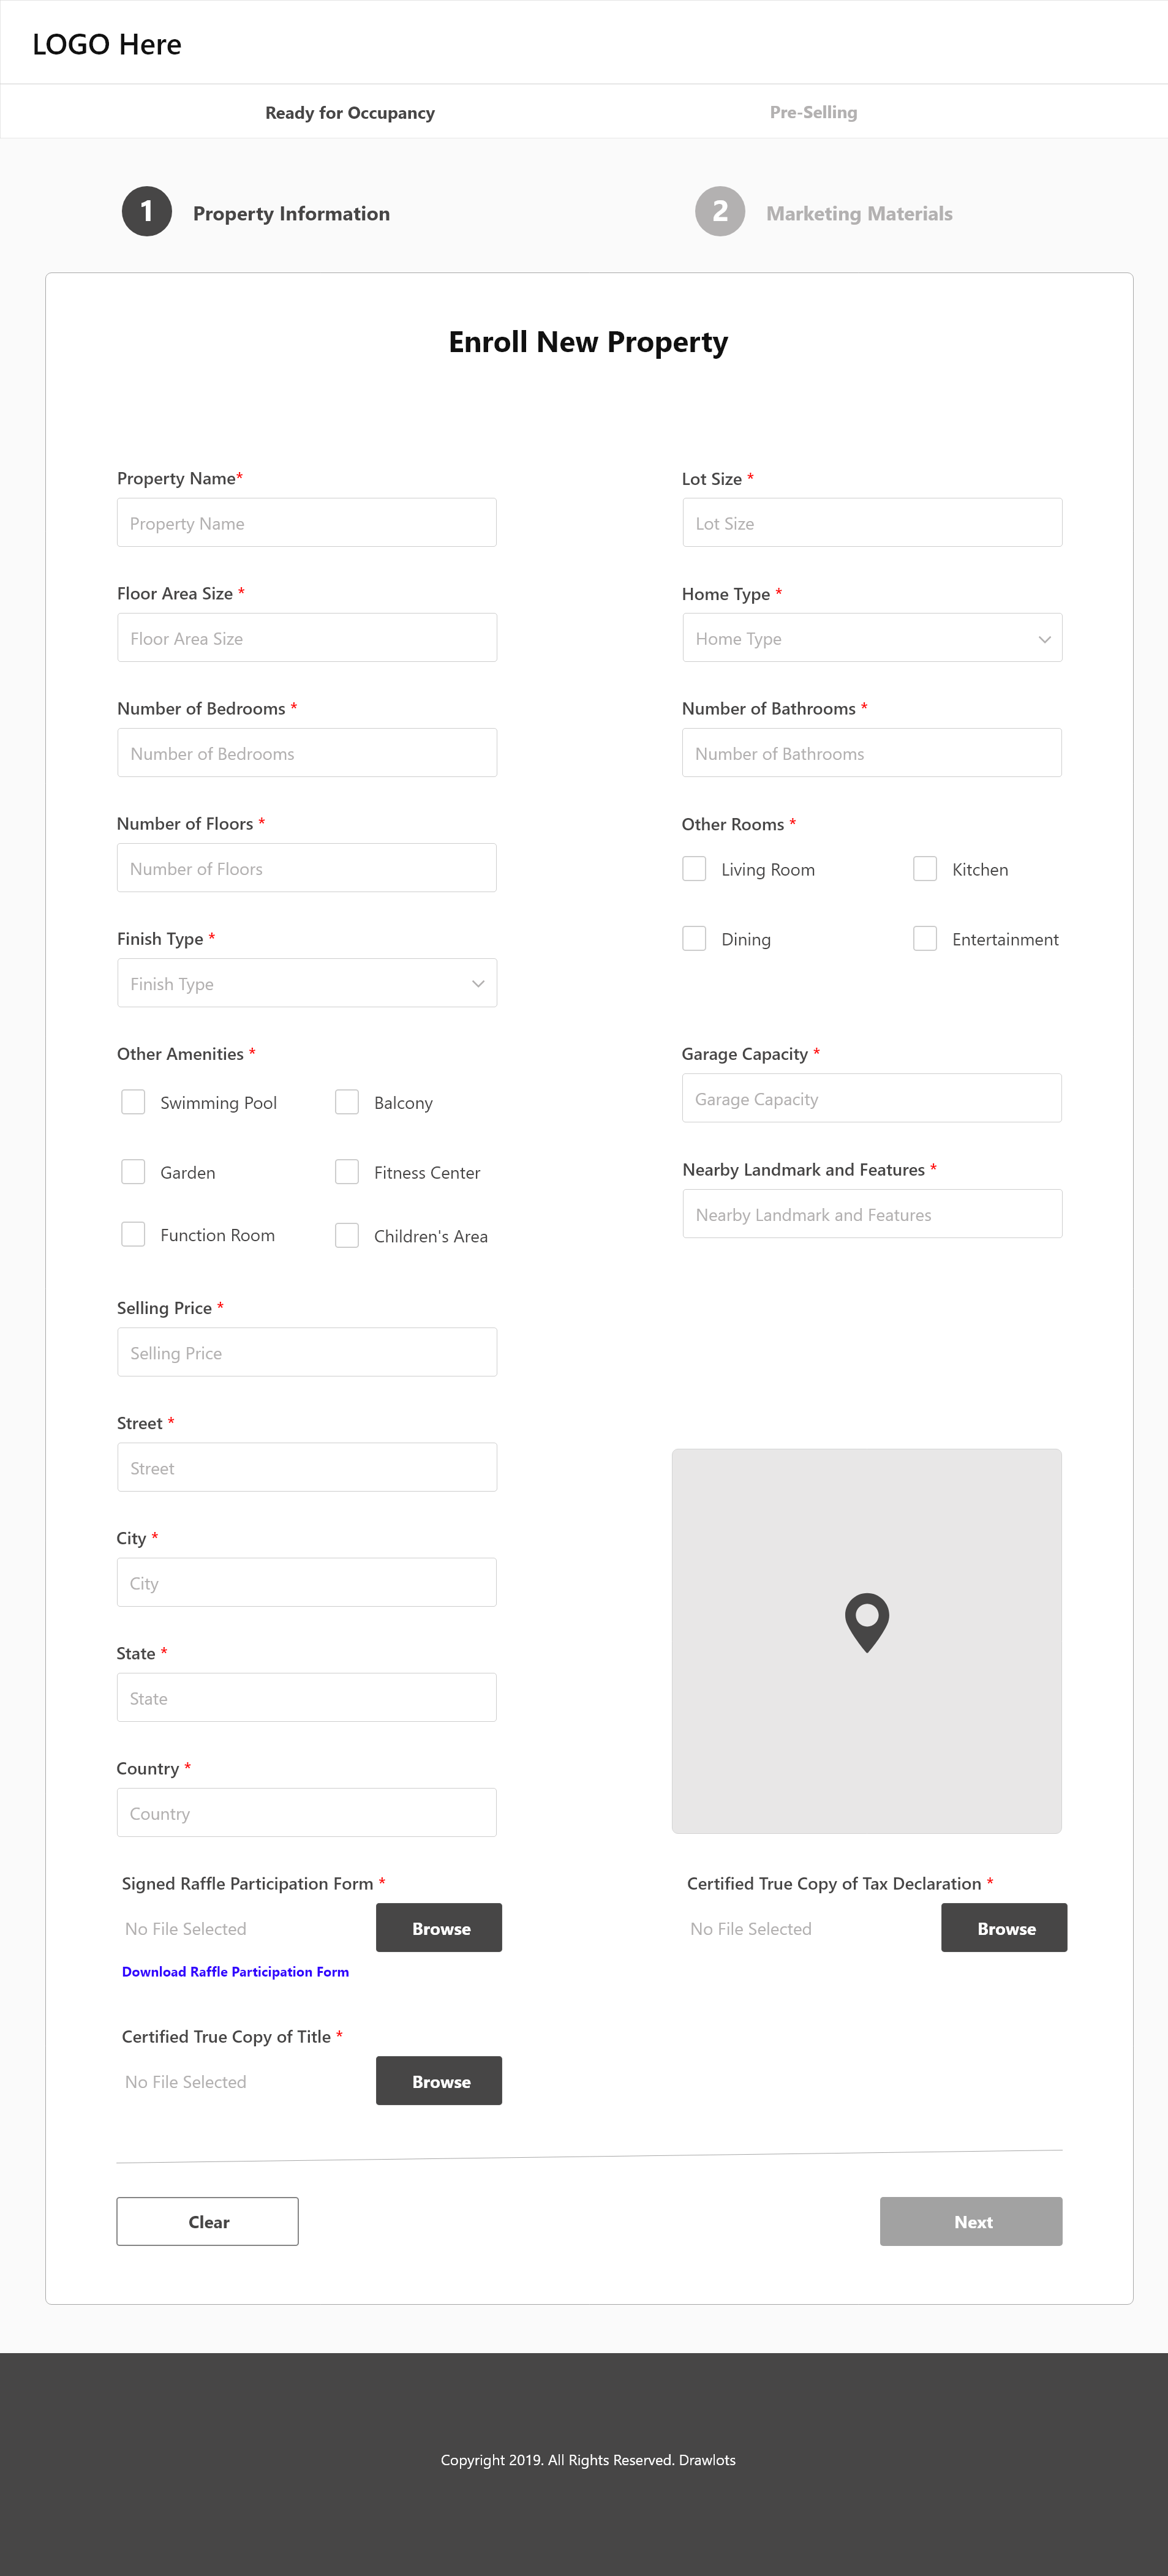 LOGO Here
Ready for Occupancy
Pre-Selling
1
Property Information
2
Marketing Materials
Enroll New Property
Property Name*
Lot Size *
Property Name
Lot Size
Floor Area Size *
Home Type *
Floor Area Size
Home Type
Number of Bedrooms *
Number of Bathrooms *
Number of Bedrooms
Number of Bathrooms
Number of Floors *
Other Rooms *
Number of Floors
Living Room
Kitchen
Finish Type *
Dining
Entertainment
Finish Type
Other Amenities *
Garage Capacity *
Swimming Pool
Balcony
Garage Capacity
Garden
Fitness Center
Nearby Landmark and Features *
Nearby Landmark and Features
Function Room
Children's Area
Selling Price *
Selling Price
Street *
Street
City *
City
State *
State
Country *
Country
Signed Raffle Participation Form *
Certified True Copy of Tax Declaration *
No File Selected
Browse
No File Selected
Browse
Download Raffle Participation Form
Certified True Copy of Title *
No File Selected
Browse
Clear
Next
Copyright 2019. All Rights Reserved. Drawlots